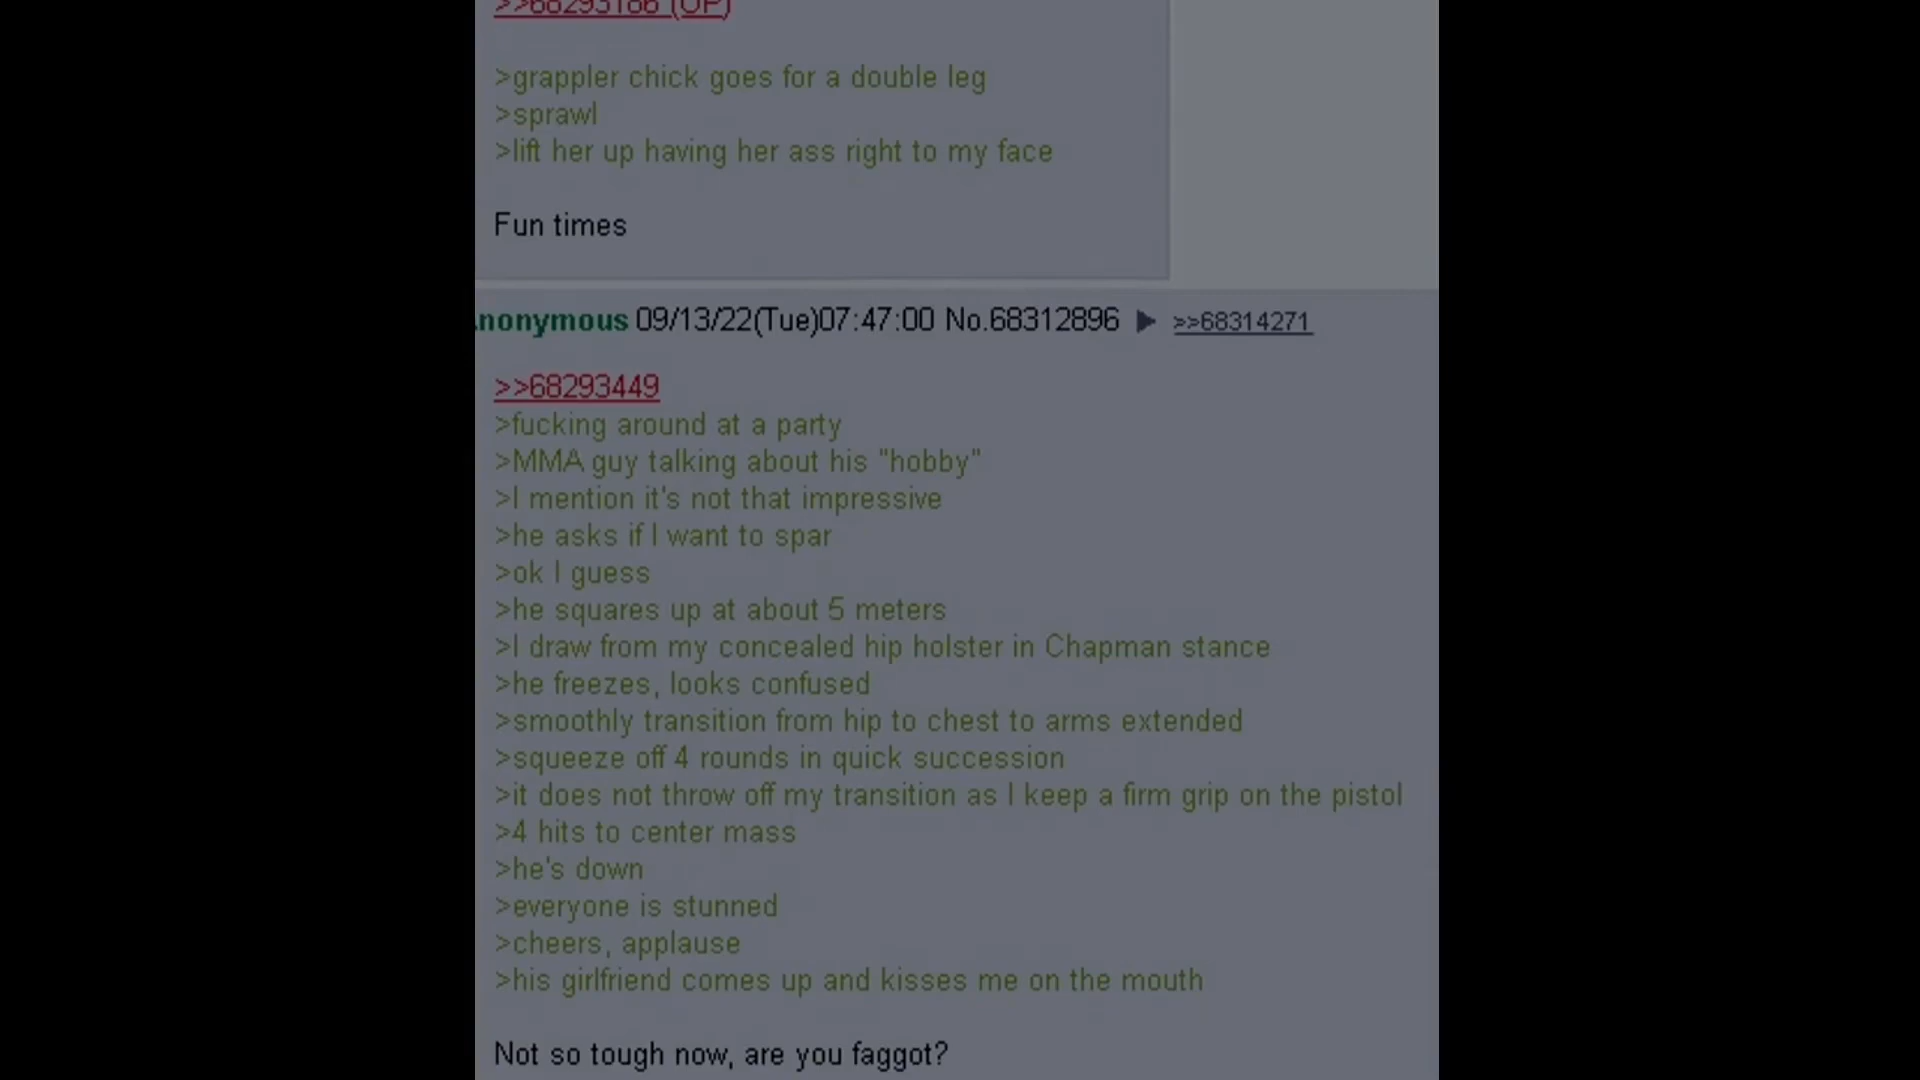 >>68293186 (OP)
>grappler chick goes for a double leg
>sprawl
>lift her up having her ass right to my face
Fun times
nonymous 09/13/22(Tue)07:47:00 No.68312896 ▶ >>68314271
>>68293449
>fucking around at a party
>MMA guy talking about his "hobby"
>I mention it's not that impressive
>he asks if I want to spar
>ok I guess
>he squares up at about 5 meters
>I draw from my concealed hip holster in Chapman stance
>he freezes, looks confused
>smoothly transition from hip to chest to arms extended
>squeeze off 4 rounds in quick succession
>it does not throw off my transition as I keep a firm grip on the pistol
>4 hits to center mass
>he's down
>everyone is stunned
>cheers, applause
>his girlfriend comes up and kisses me on the mouth
Not so tough now, are you faggot?